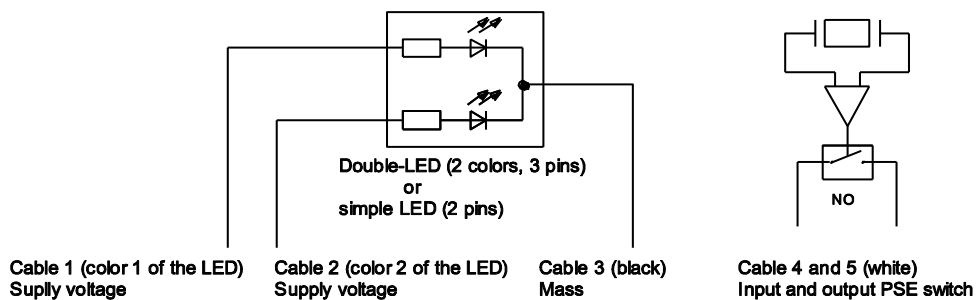 Double-LED (2 colors, 3 pins)
or
simple LED (2 pins)
NO
Cable 1 (color 1 of the LED)
Suplly voltage
Cable 2 (color 2 of the LED)
Supply voltage
Cable 3 (black)
Mass
Cable 4 and 5 (white)
Input and output PSE switch